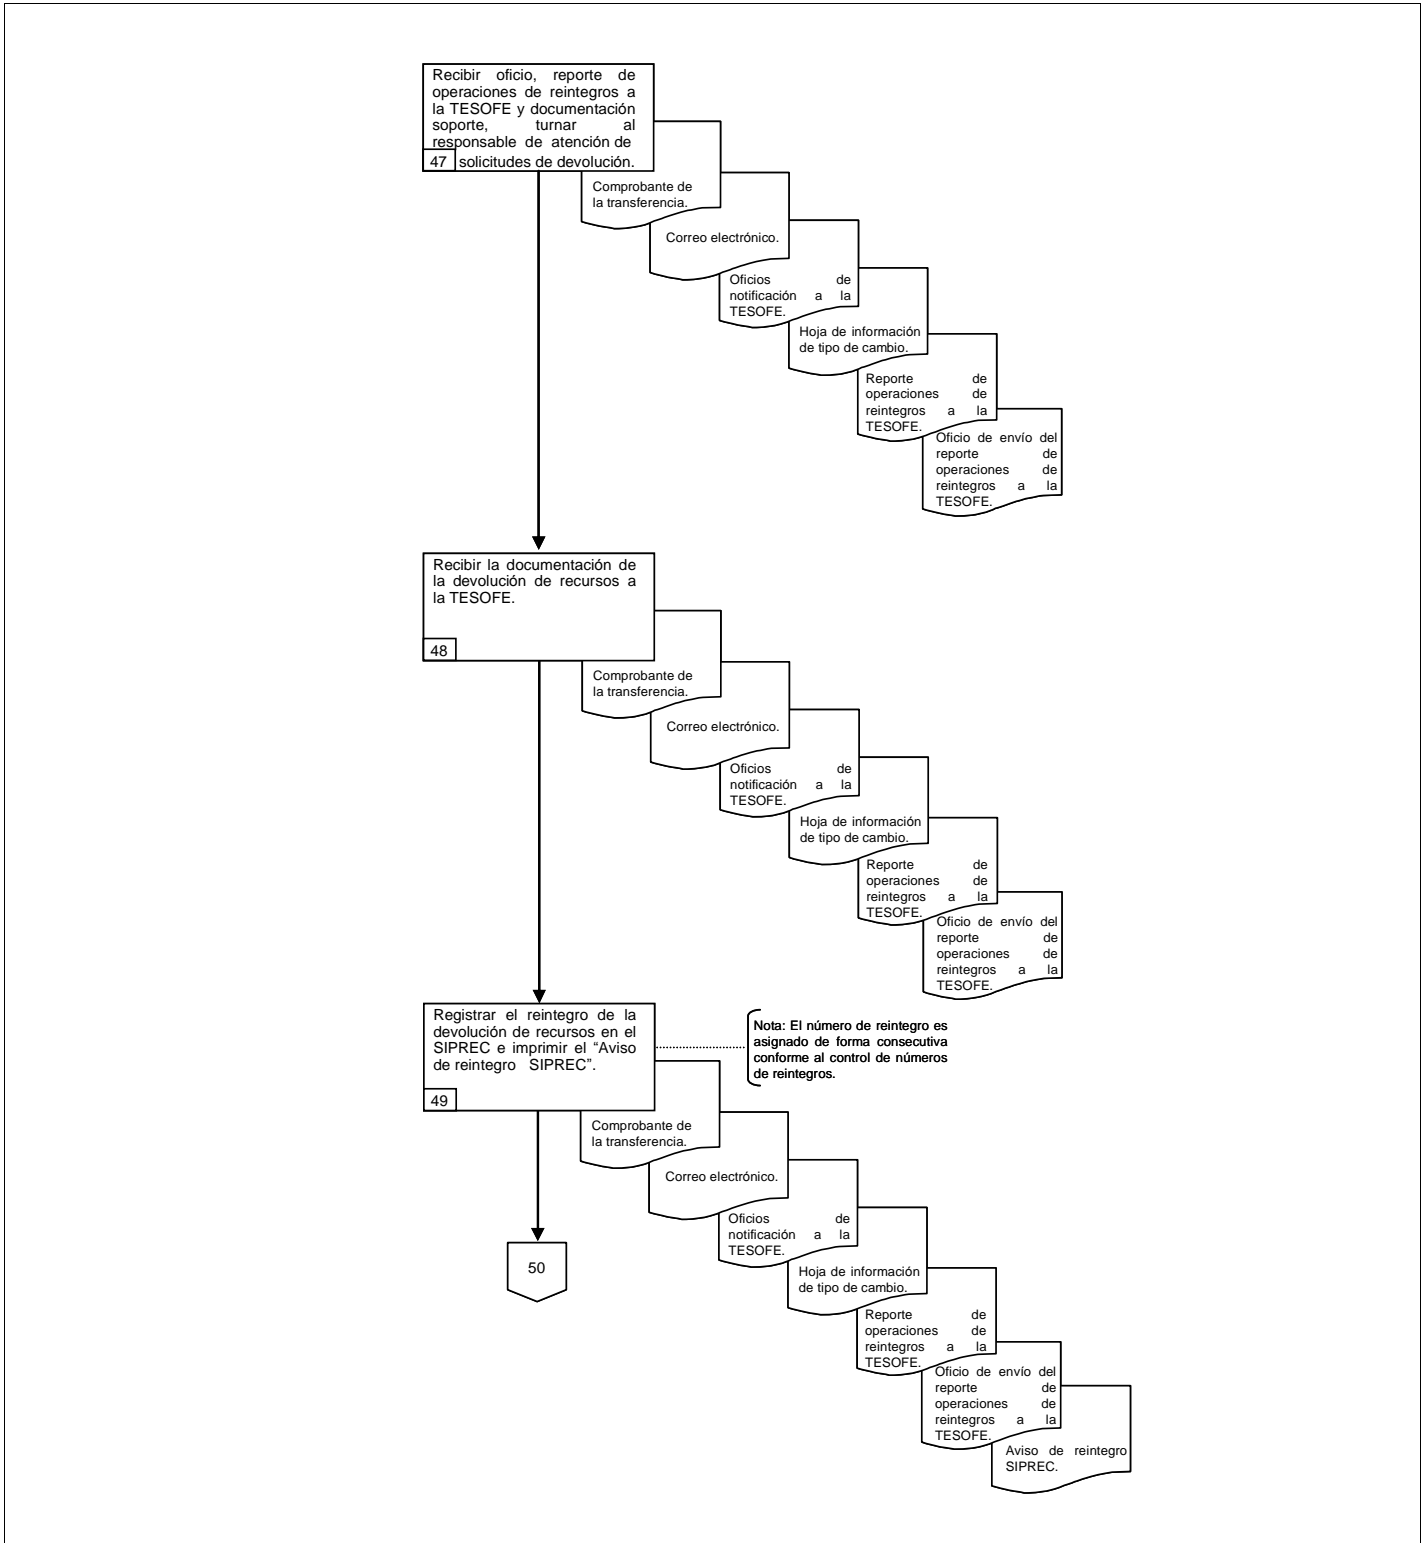 Recibir oficio, reporte de
operaciones de reintegros a
la TESOFE y documentación
soporte, turnar al
responsable de atención de
47 solicitudes de devolución.
Comprobante de
la transferencia.
Correo electrónico.
Oficios de
notificación a la
TESOFE.
Hoja de información
de tipo de cambio.
Reporte de
operaciones de
reintegros a la
TESOFE.
Oficio de envío del
reporte de
operaciones de
reintegros a la
TESOFE.
Recibir la documentación de
la devolución de recursos a
la TESOFE.
48
Comprobante de
la transferencia.
Correo electrónico.
Oficios de
notificación a la
TESOFE.
Hoja de información
de tipo de cambio.
Reporte de
operaciones de
reintegros a la
TESOFE.
Oficio de envío del
reporte de
operaciones de
reintegros a la
TESOFE.
Registrar el reintegro de la
devolución de recursos en el
SIPREC e imprimir el “Aviso
de reintegro SIPREC”.
49
Nota: El número de reintegro es
asignado de forma consecutiva
conforme al control de números
de reintegros.
Comprobante de
la transferencia.
Correo electrónico.
Oficios de
notificación a la
TESOFE.
Hoja de información
de tipo de cambio.
Reporte de
operaciones de
reintegros a la
TESOFE.
Oficio de envío del
reporte de
operaciones de
reintegros a la
TESOFE.
Aviso de reintegro
SIPREC.
50